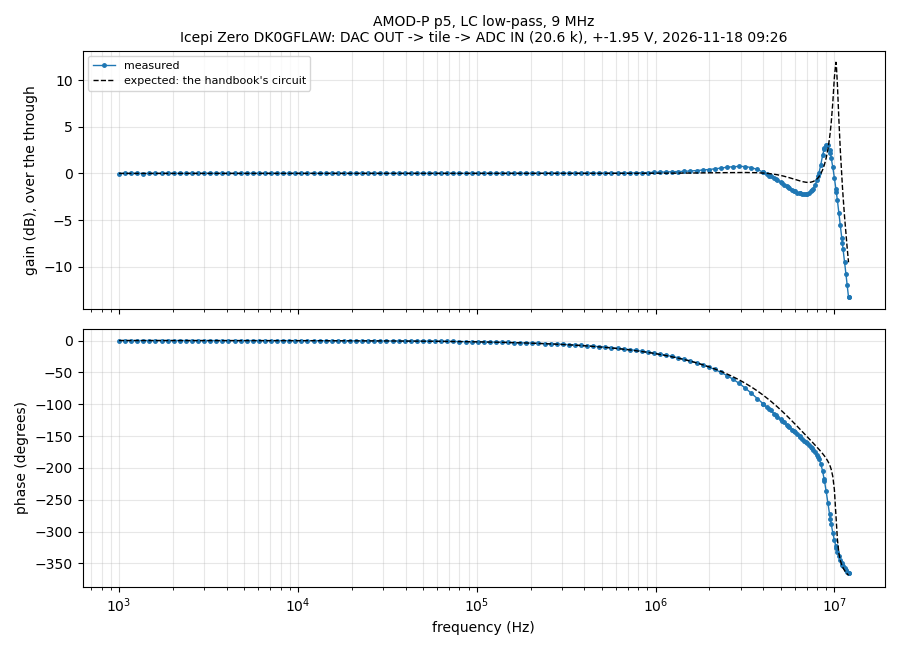 AMOD-P p5, LC low-pass, 9 MHz
Icepi Zero DK0GFLAW: DAC OUT -> tile -> ADC IN (20.6 k), +-1.95 V, 2026-11-18 09:26
measured
expected: the handbook's circuit
gain (dB), over the through
10
5
0
−5
−10
phase (degrees)
0
−50
−100
−150
−200
−250
−300
−350
10³
10⁴
10⁵
10⁶
10⁷
frequency (Hz)